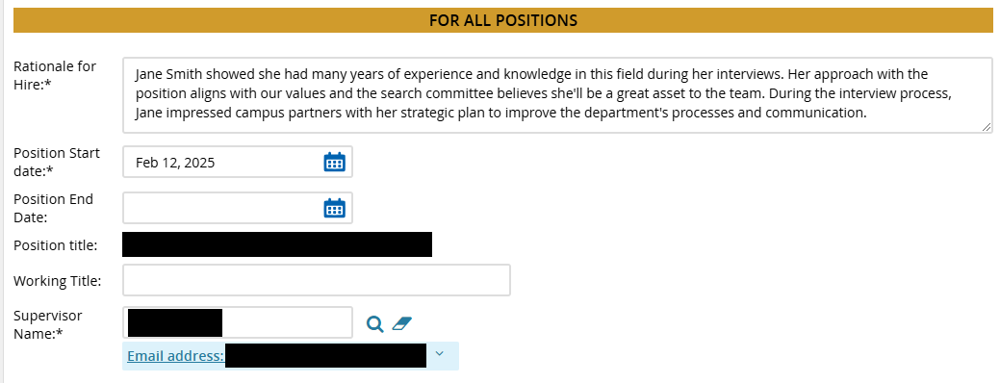 FOR ALL POSITIONS
Rationale for
Hire:*
Jane Smith showed she had many years of experience and knowledge in this field during her interviews. Her approach with the
position aligns with our values and the search committee believes she'll be a great asset to the team. During the interview process,
Jane impressed campus partners with her strategic plan to improve the department's processes and communication.
Position Start
date:*
Feb 12, 2025
Position End
Date:
Position title:
Working Title:
Supervisor
Name:*
Email address: